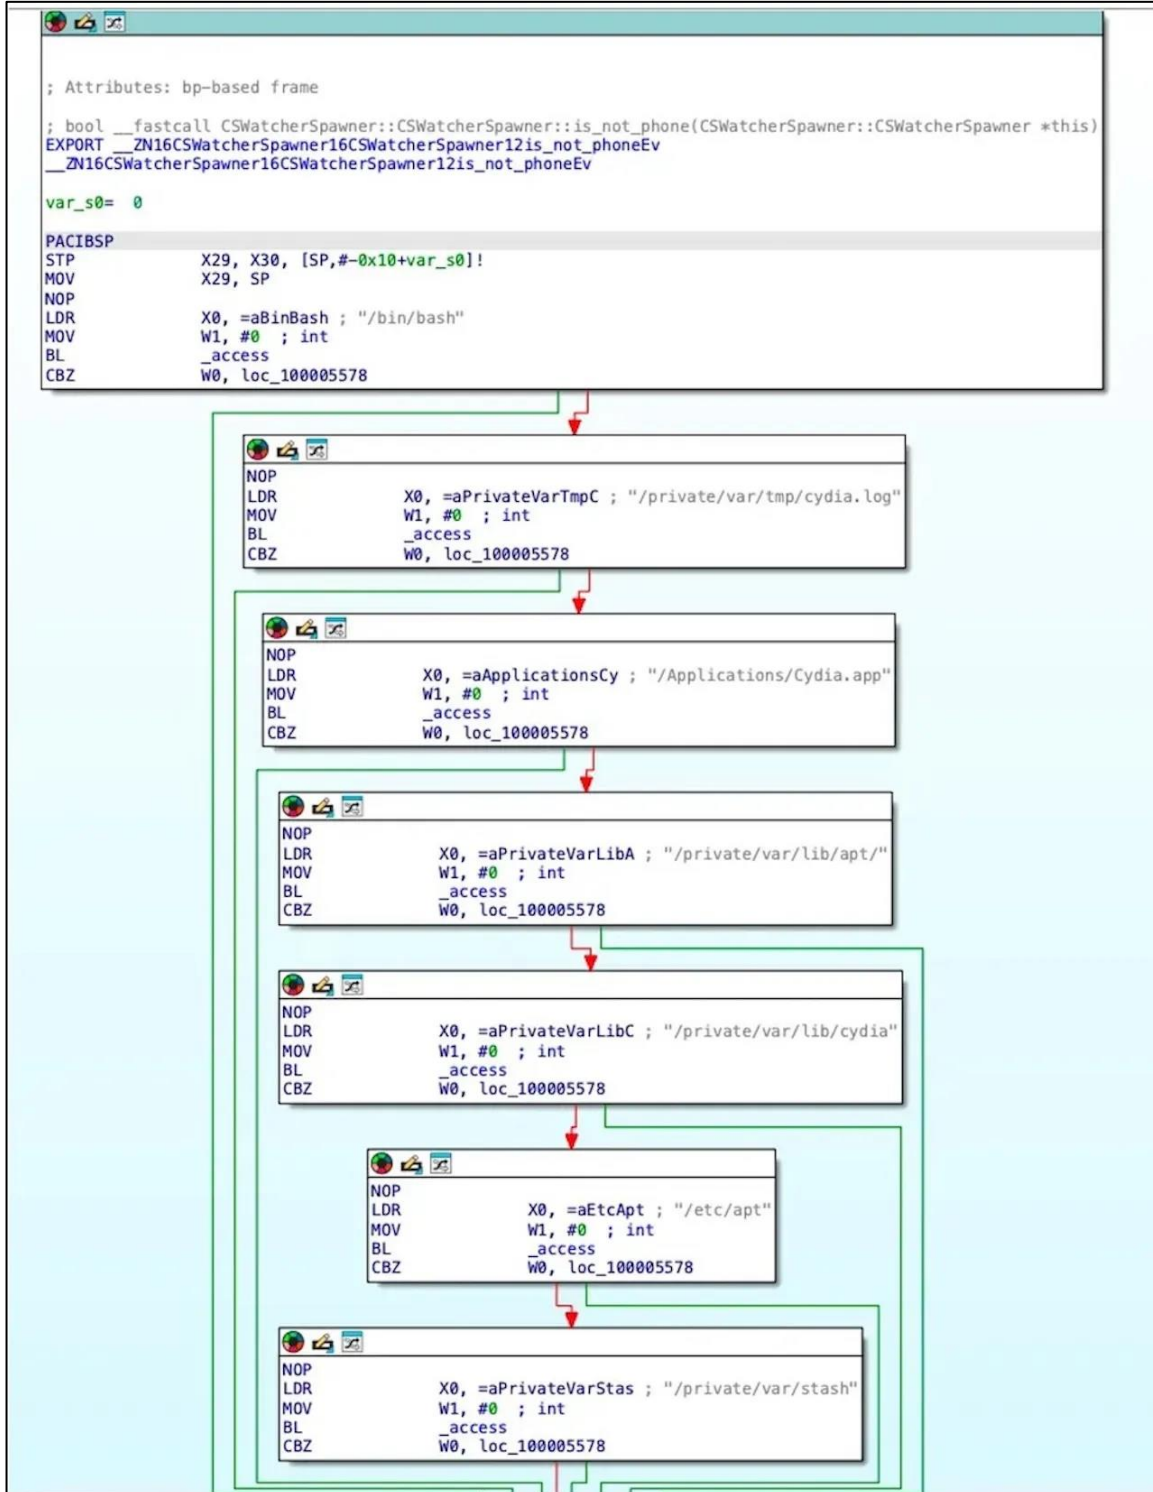 ; Attributes: bp-based frame
; bool __fastcall CSWatcherSpawner::CSWatcherSpawner::is_not_phone(CSWatcherSpawner::CSWatcherSpawner *this)
EXPORT __ZN16CSWatcherSpawner16CSWatcherSpawner12is_not_phoneEv
__ZN16CSWatcherSpawner16CSWatcherSpawner12is_not_phoneEv
var_s0= 0
PACIBSP
STP X29, X30, [SP,#-0x10+var_s0]!
MOV X29, SP
NOP
LDR X0, =aBinBash ; "/bin/bash"
MOV W1, #0 ; int
BL _access
CBZ W0, loc_100005578
NOP
LDR X0, =aPrivateVarTmpC ; "/private/var/tmp/cydia.log"
MOV W1, #0 ; int
BL _access
CBZ W0, loc_100005578
NOP
LDR X0, =aApplicationsCy ; "/Applications/Cydia.app"
MOV W1, #0 ; int
BL _access
CBZ W0, loc_100005578
NOP
LDR X0, =aPrivateVarLibA ; "/private/var/lib/apt/"
MOV W1, #0 ; int
BL _access
CBZ W0, loc_100005578
NOP
LDR X0, =aPrivateVarLibC ; "/private/var/lib/cydia"
MOV W1, #0 ; int
BL _access
CBZ W0, loc_100005578
NOP
LDR X0, =aEtcApt ; "/etc/apt"
MOV W1, #0 ; int
BL _access
CBZ W0, loc_100005578
NOP
LDR X0, =aPrivateVarStas ; "/private/var/stash"
MOV W1, #0 ; int
BL _access
CBZ W0, loc_100005578